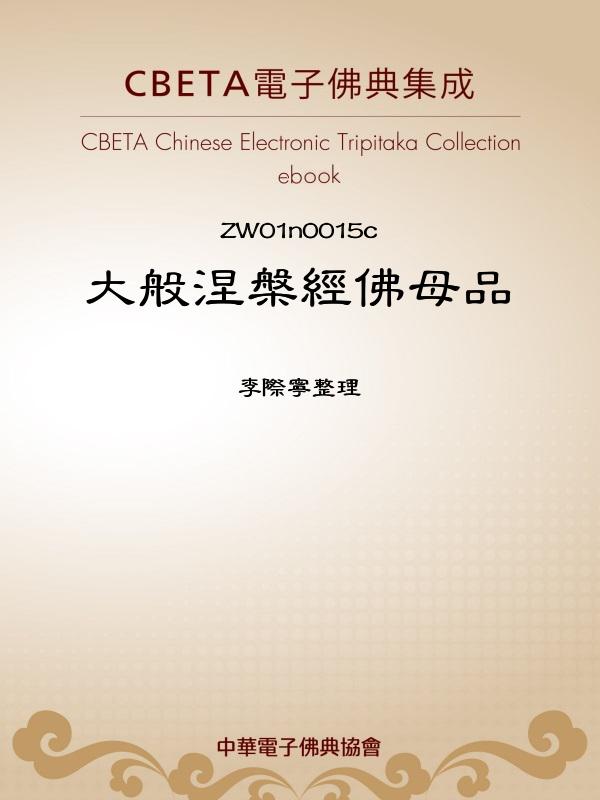 CBETA電子佛典集成
CBETA Chinese Electronic Tripitaka Collection
ebook
ZW01n0015c
大般涅槃經佛母品
李際寧整理
中華電子佛典協會